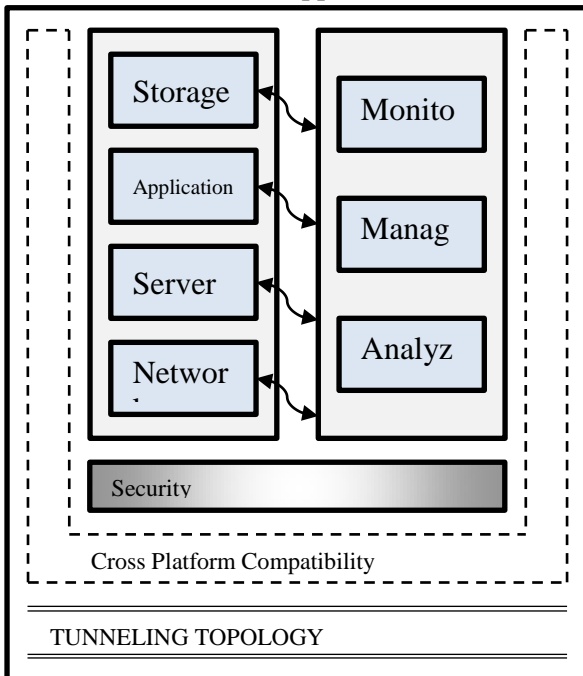 Storage
Application
Server
Networ
Monito
Manag
Analyz
Security
Cross Platform Compatibility
TUNNELING TOPOLOGY